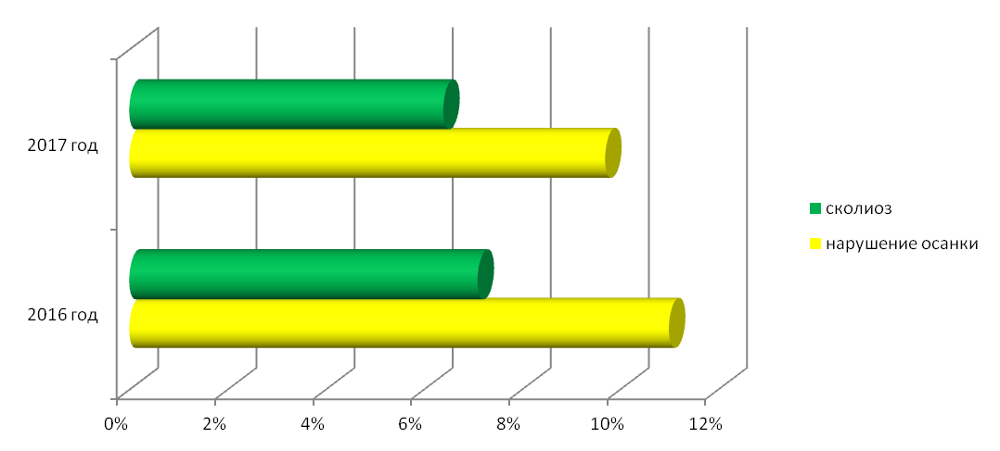 2017 год
2016 год
0% 2% 4% 6% 8% 10% 12%
сколиоз
нарушение осанки